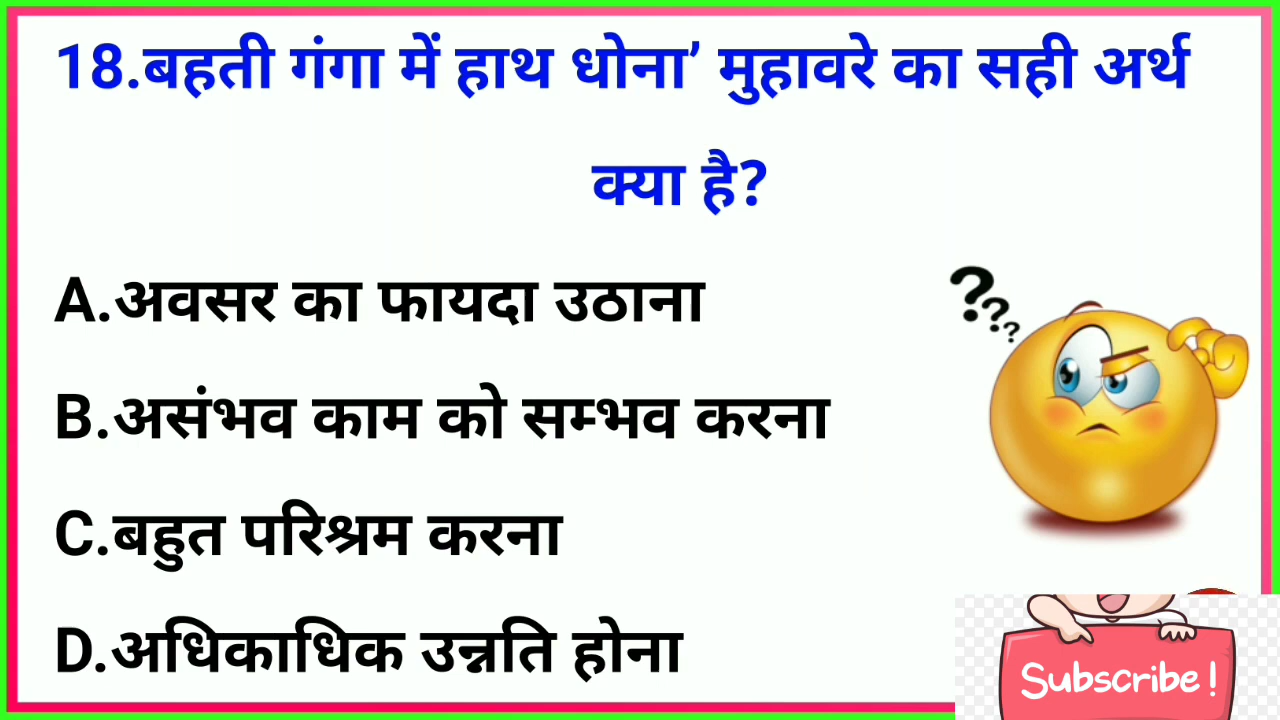 18.बहती गंगा में हाथ धोना’ मुहावरे का सही अर्थ
क्या है?
A.अवसर का फायदा उठाना
B.असंभव काम को सम्भव करना
C.बहुत परिश्रम करना
D.अधिकाधिक उन्नति होना
???
Subscribe!